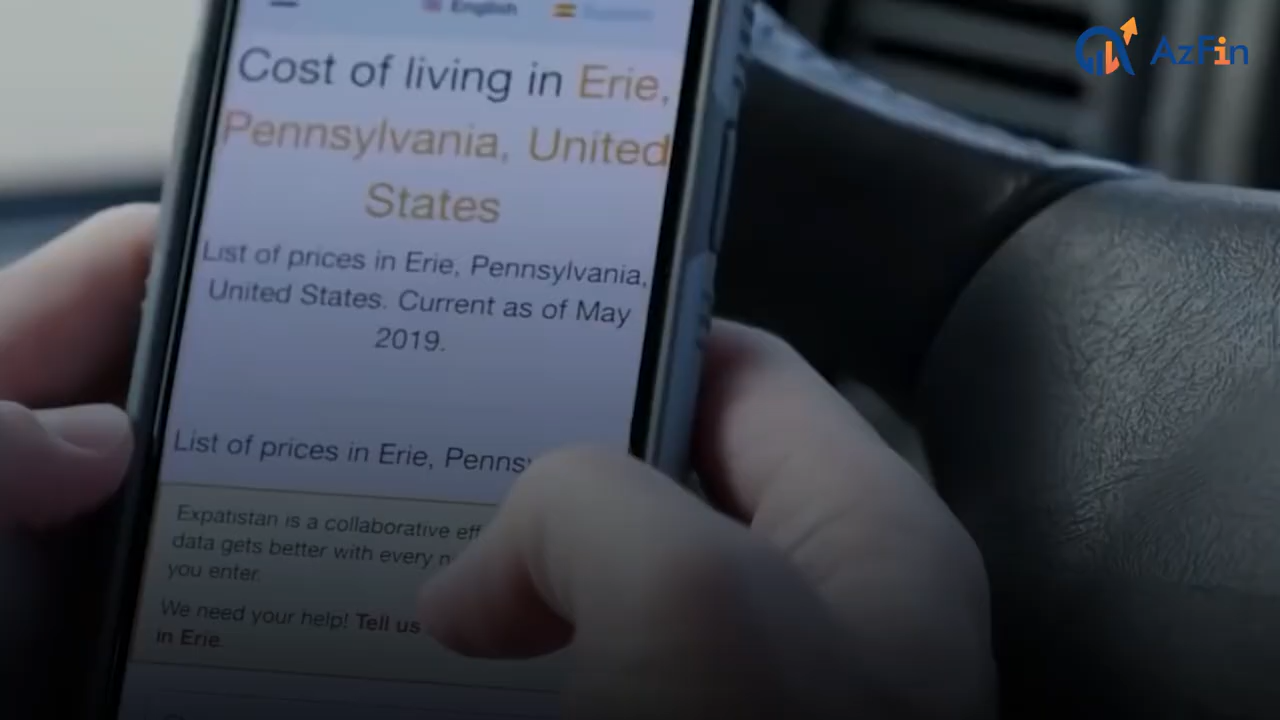 English
AzFin
Cost of living in Erie,
Pennsylvania, United
States
List of prices in Erie, Pennsylvania,
United States. Current as of May
2019.
List of prices in Erie, Penns
Expatistan is a collaborative eff
data gets better with every
you enter.
We need your help! Tell us
in Erie.